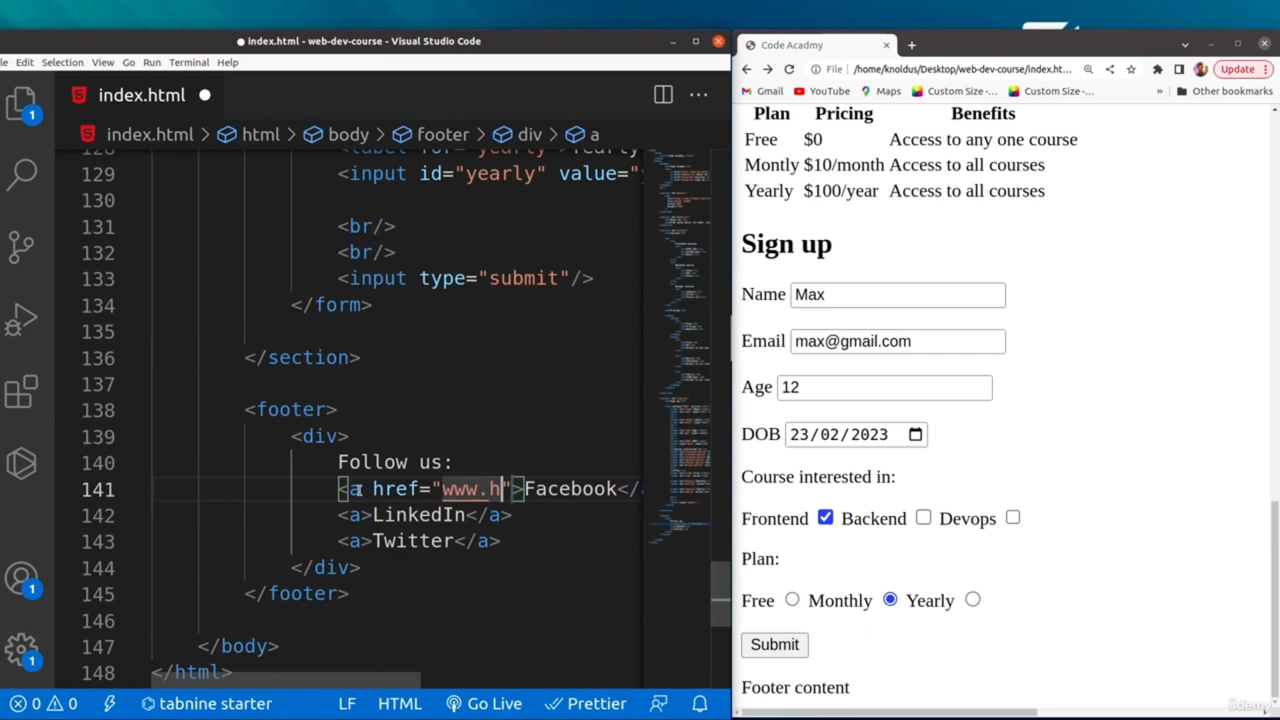 index.html - web-dev-course - Visual Studio Code
le Edit Selection View Go Run Terminal Help
index.html
index.html > html > body > footer > div > a
129 <input id="yearly" value="
130
131 <br/>
132 <br/>
133 <input type="submit"/>
134 </form>
135
136 </section>
137
138 <footer>
139 <div>
140 Follow us:
141 <a href="www.h">Facebook</a
142 <a>LinkedIn</a>
143 <a>Twitter</a>
144 </div>
145 </footer>
146
147 </body>
148 </html>
1
1
1
0 0 tabnine starter LF HTML Go Live Prettier
Code Acadmy
File /home/knoldus/Desktop/web-dev-course/index.ht... Update
Gmail YouTube Maps Custom Size -... Custom Size -... » Other bookmarks
Plan Pricing Benefits
Free $0 Access to any one course
Montly $10/month Access to all courses
Yearly $100/year Access to all courses
Sign up
Name Max
Email max@gmail.com
Age 12
DOB 23/02/2023
Course interested in:
Frontend Backend Devops
Plan:
Free Monthly Yearly
Submit
Footer content
ûdemy